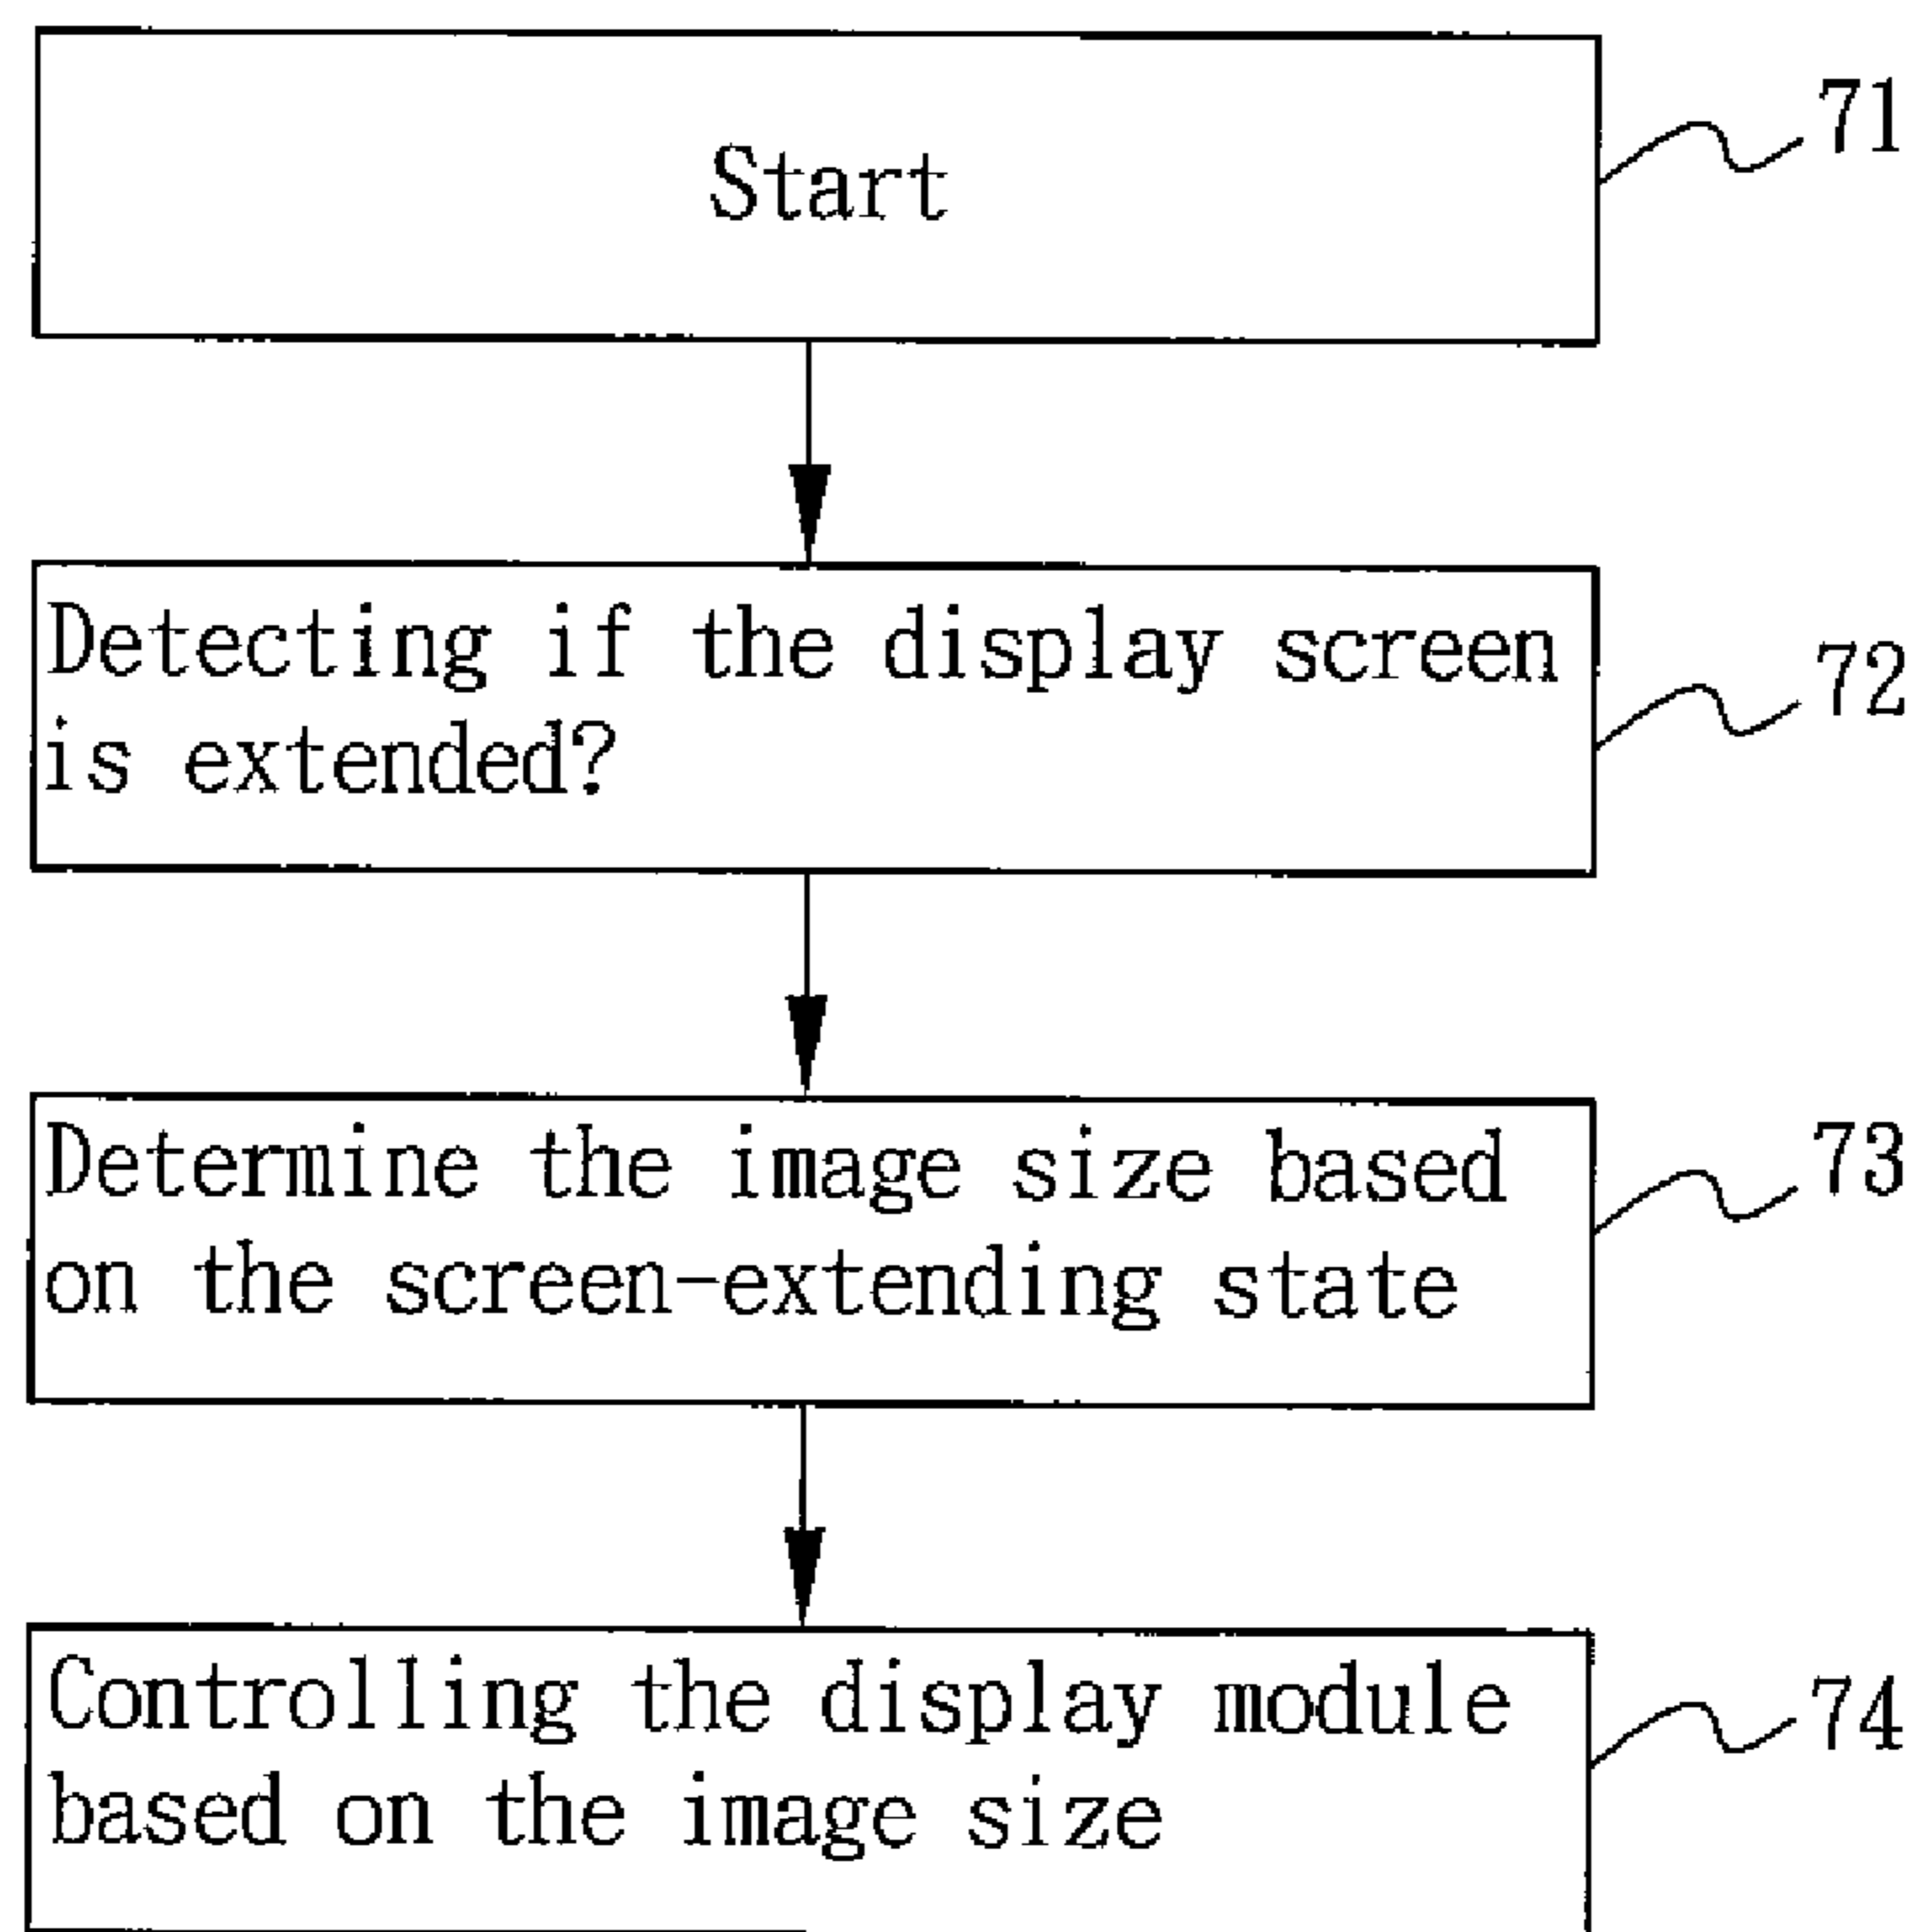 Start
71
Detecting if the display screen
is extended?
72
Determine the image size based
on the screen-extending state
73
Controlling the display module
based on the image size
74